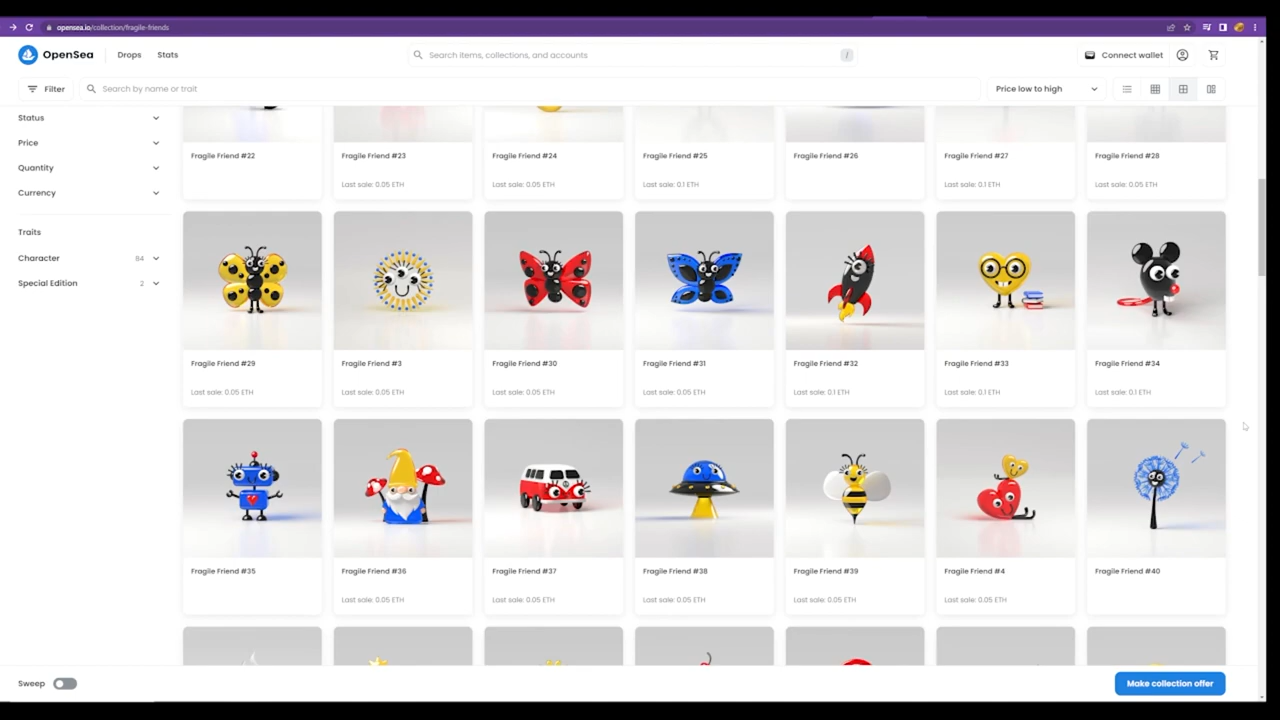 opensea.io/collection/fragile-friends
OpenSea
Drops
Stats
Search items, collections, and accounts
/
Connect wallet
Filter
Search by name or trait
Price low to high
Status
Price
Quantity
Currency
Traits
Character 84
Special Edition 2
Fragile Friend #22
Fragile Friend #23
Fragile Friend #24
Fragile Friend #25
Fragile Friend #26
Fragile Friend #27
Fragile Friend #28
Last sale: 0.05 ETH
Last sale: 0.05 ETH
Last sale: 0.1 ETH
Last sale: 0.1 ETH
Last sale: 0.05 ETH
Fragile Friend #29
Fragile Friend #3
Fragile Friend #30
Fragile Friend #31
Fragile Friend #32
Fragile Friend #33
Fragile Friend #34
Last sale: 0.05 ETH
Last sale: 0.05 ETH
Last sale: 0.05 ETH
Last sale: 0.05 ETH
Last sale: 0.1 ETH
Last sale: 0.1 ETH
Last sale: 0.1 ETH
Fragile Friend #35
Fragile Friend #36
Fragile Friend #37
Fragile Friend #38
Fragile Friend #39
Fragile Friend #4
Fragile Friend #40
Last sale: 0.05 ETH
Last sale: 0.05 ETH
Last sale: 0.05 ETH
Last sale: 0.05 ETH
Last sale: 0.05 ETH
Sweep
Make collection offer